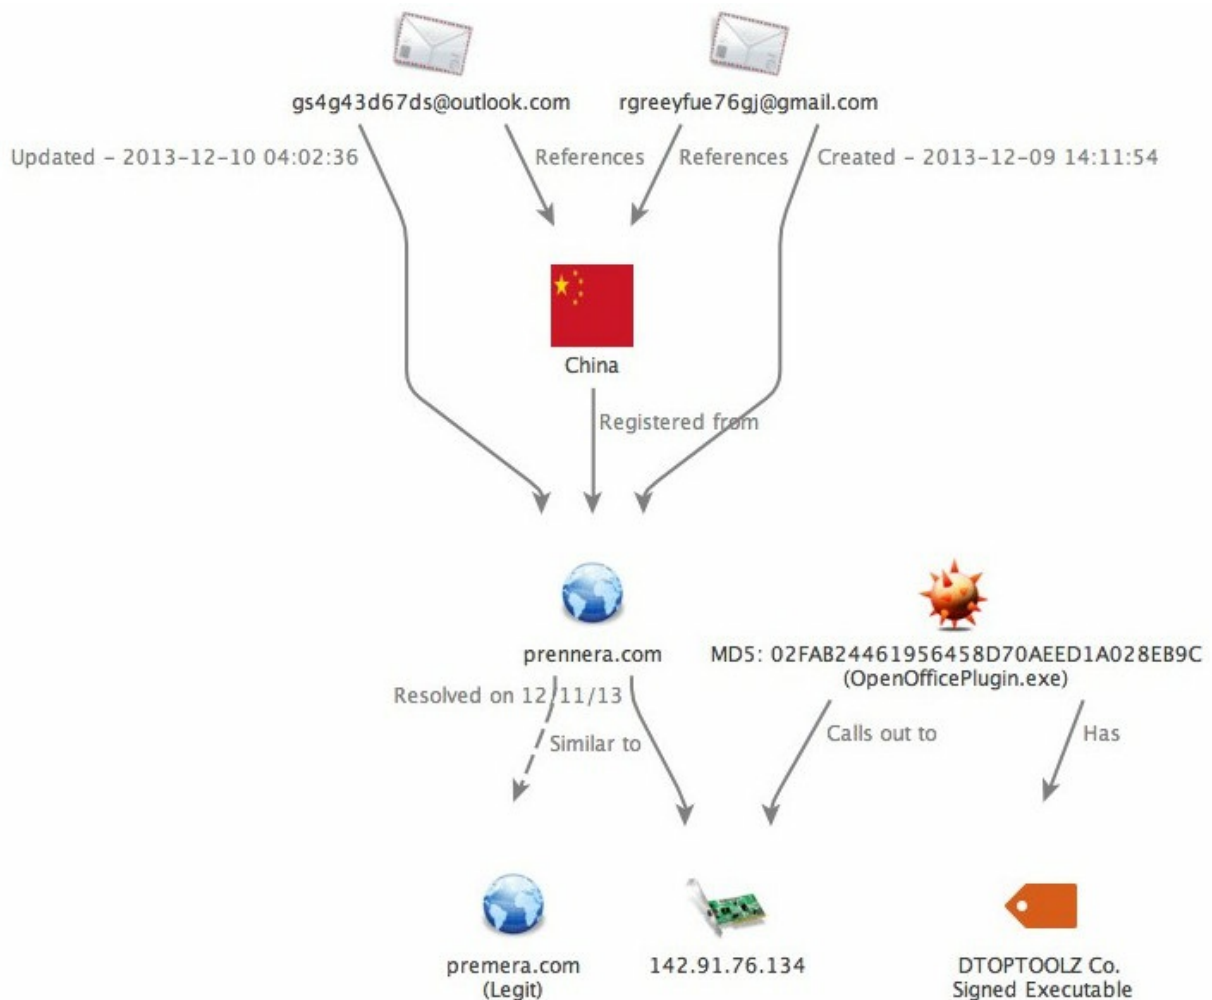 gs4g43d67ds@outlook.com
rgreeyfue76gj@gmail.com
Updated - 2013-12-10 04:02:36
References
References
Created - 2013-12-09 14:11:54
China
Registered from
prennera.com
MD5: 02FAB24461956458D70AEED1A028EB9C
(OpenOfficePlugin.exe)
Resolved on 12/11/13
Similar to
Calls out to
Has
premera.com
(Legit)
142.91.76.134
DTOPTOOLZ Co.
Signed Executable